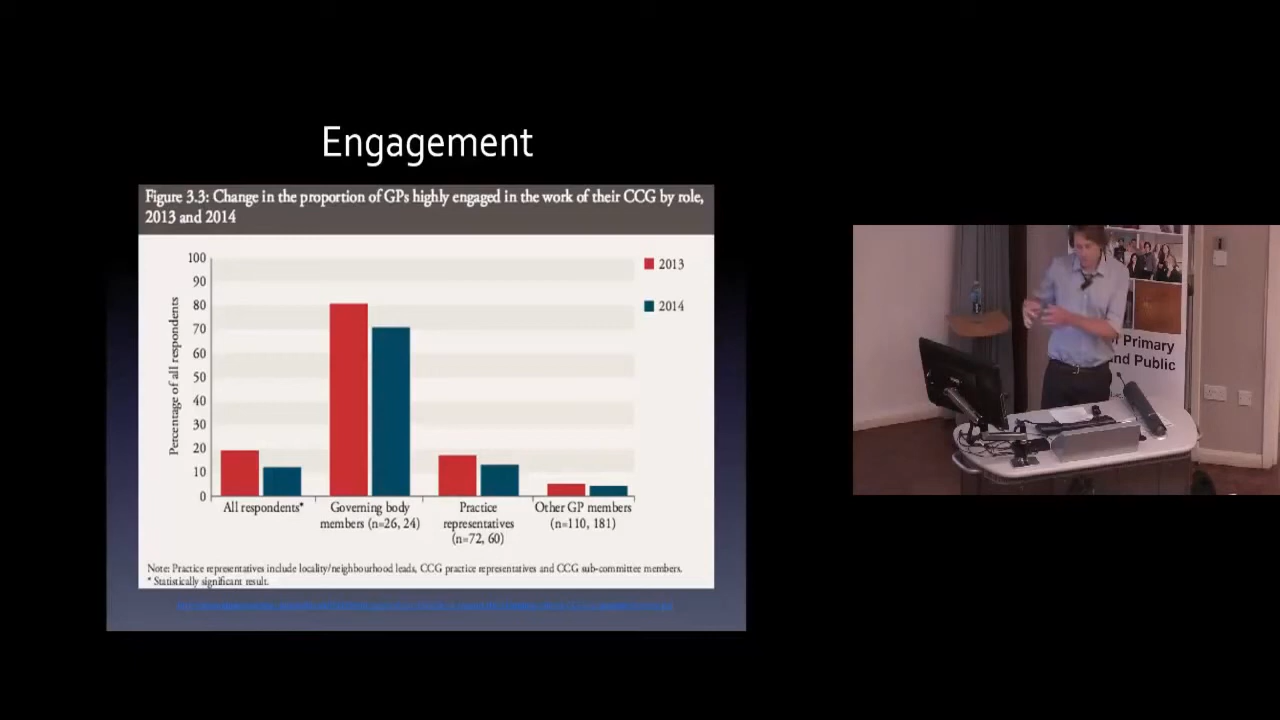 Engagement
Figure 3.3: Change in the proportion of GPs highly engaged in the work of their CCG by role,
2013 and 2014
Percentage of all respondents
100
90
80
70
60
50
40
30
20
10
0
2013
2014
All respondents*
Governing body
members (n=26, 24)
Practice
representatives
(n=72, 60)
Other GP members
(n=110, 181)
Note: Practice representatives include locality/neighbourhood leads, CCG practice representatives and CCG sub-committee members.
* Statistically significant result.
Primary
and Public